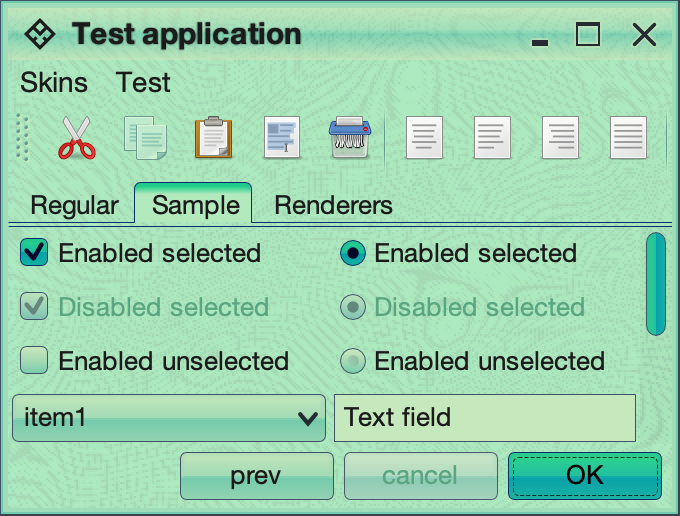 Test application
Skins Test
Regular Sample Renderers
Enabled selected Enabled selected
Disabled selected Disabled selected
Enabled unselected Enabled unselected
item1 Text field
prev cancel OK